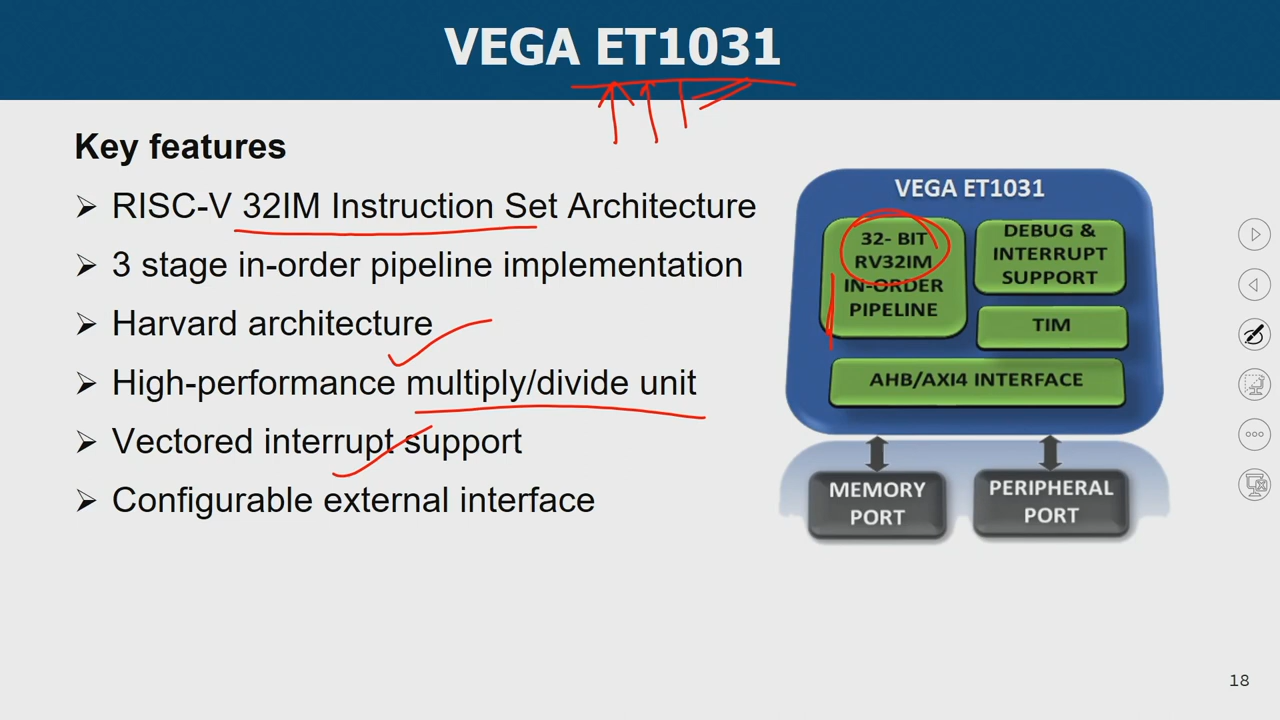 VEGA ET1031
Key features
➢ RISC-V 32IM Instruction Set Architecture
➢ 3 stage in-order pipeline implementation
➢ Harvard architecture
➢ High-performance multiply/divide unit
➢ Vectored interrupt support
➢ Configurable external interface
VEGA ET1031
32- BIT
RV32IM
IN-ORDER
PIPELINE
DEBUG &
INTERRUPT
SUPPORT
TIM
AHB/AXI4 INTERFACE
MEMORY
PORT
PERIPHERAL
PORT
18